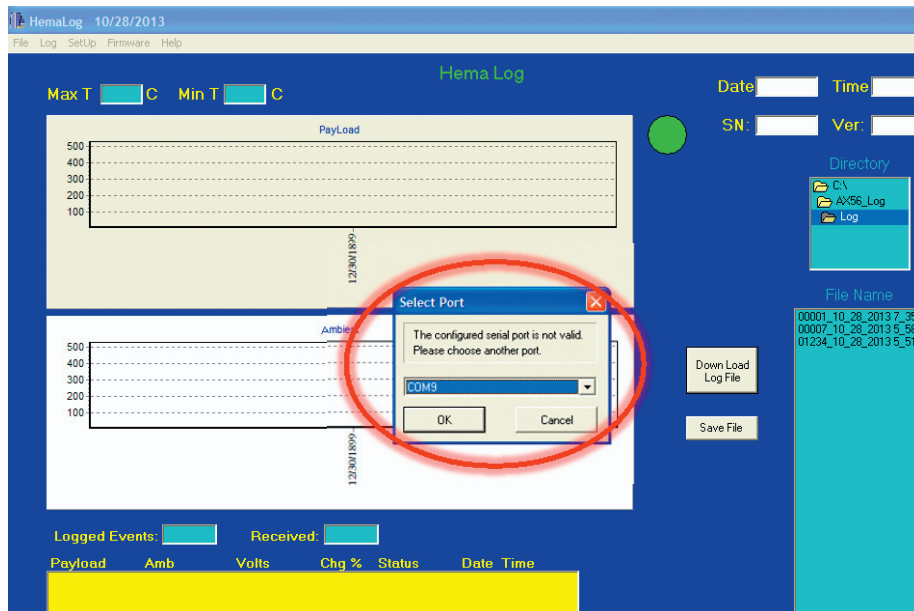 HemaLog 10/28/2013
File Log SetUp Firmware Help
Hema Log
Max T C Min T C
Date Time
SN: Ver:
PayLoad
500
400
300
200
100
12/30/1899
Directory
C:\
AX56_Log
Log
Select Port
The configured serial port is not valid.
Please choose another port.
COM9
OK Cancel
500
400
300
200
100
12/30/1899
Down Load
Log File
Save File
File Name
00001_10_28_2013 7_35
00007_10_28_2013 5_58
01234_10_28_2013 5_51
Logged Events: Received:
Payload Amb Volts Chg % Status Date Time